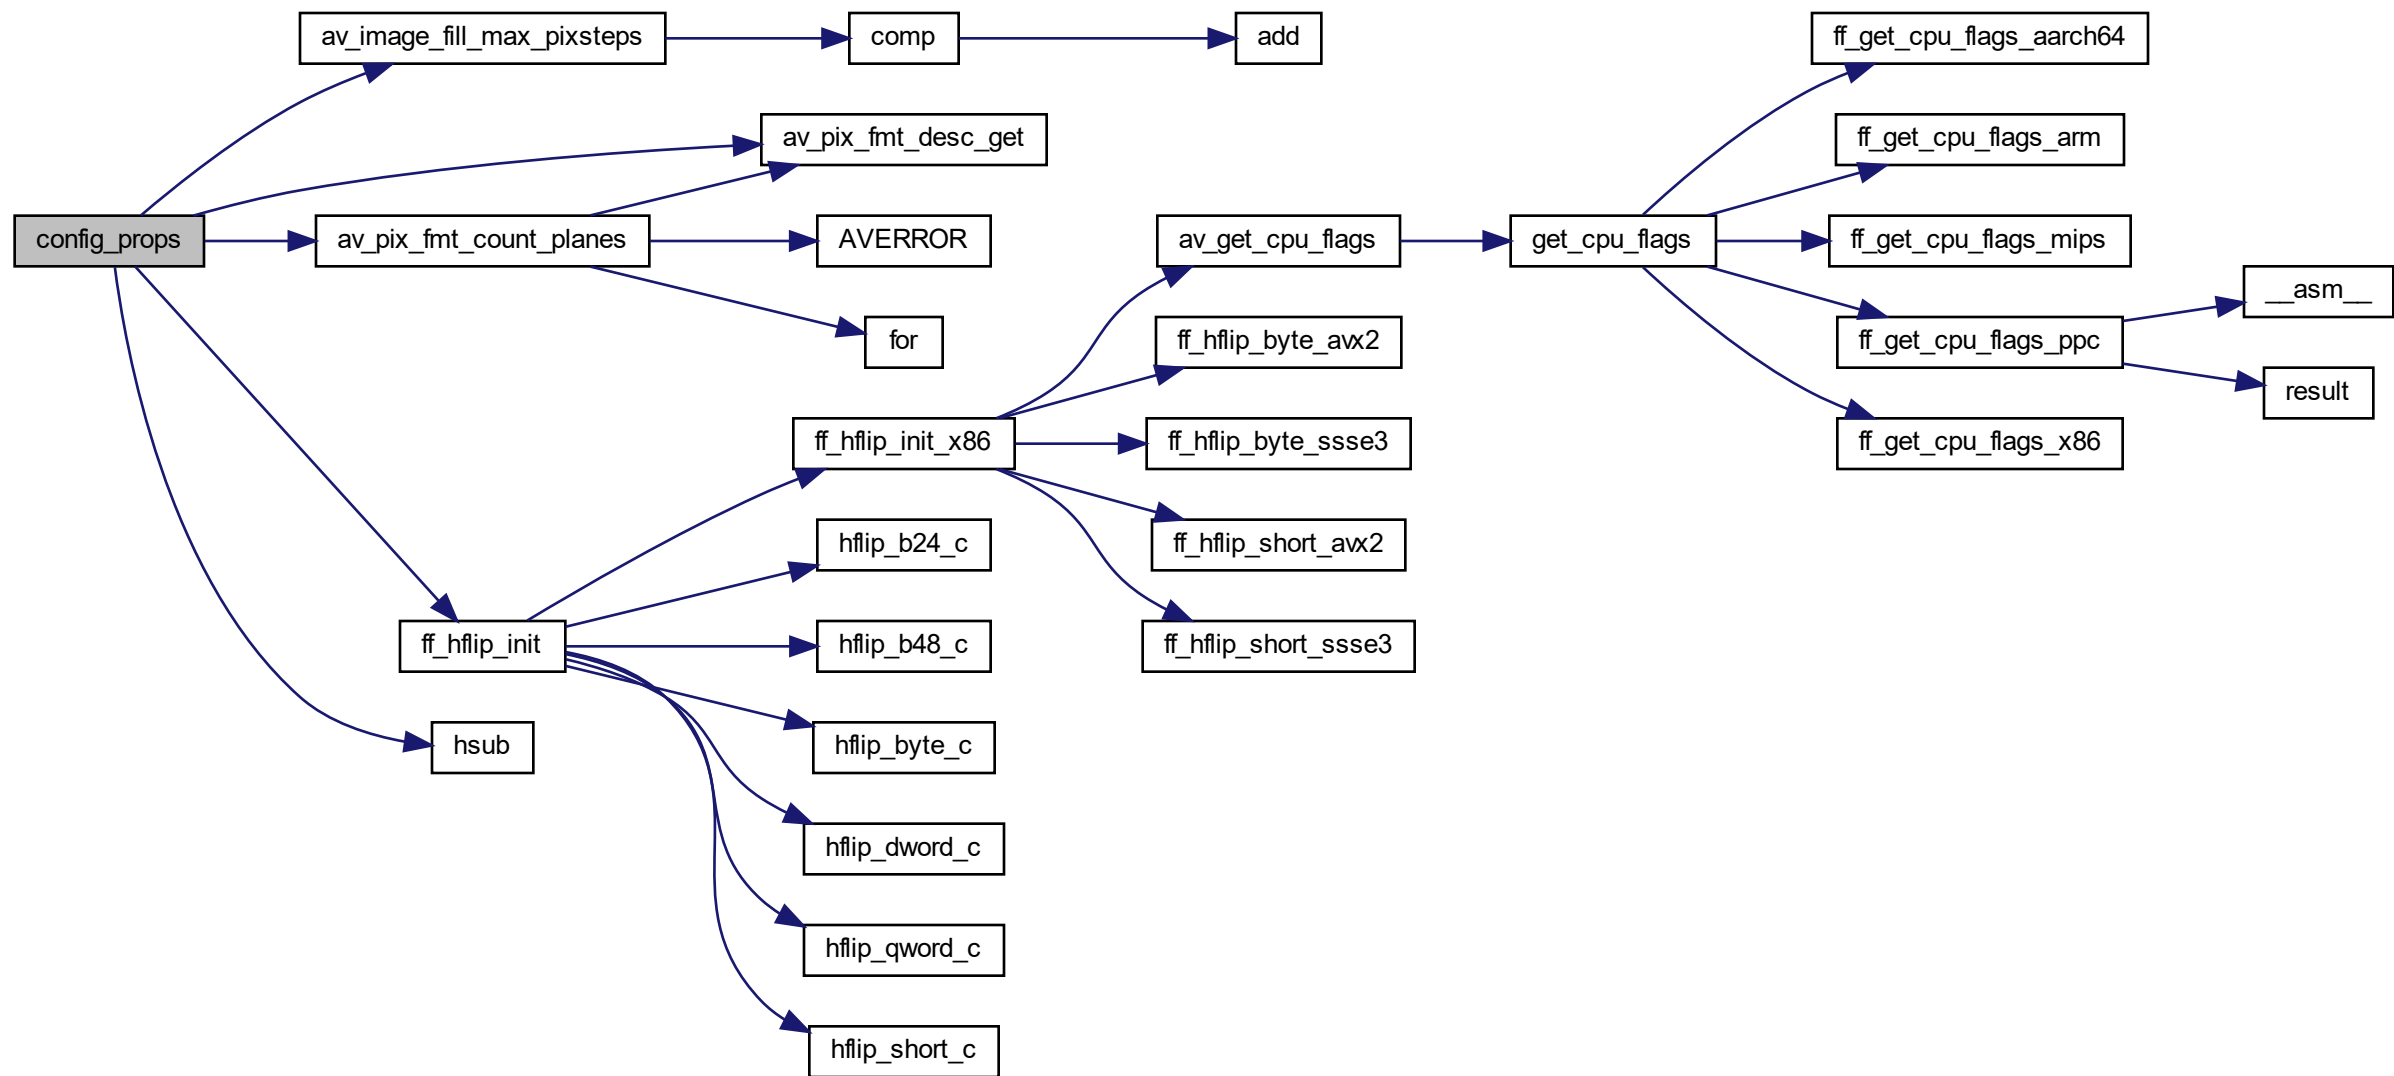 config_props
av_image_fill_max_pixsteps
comp
add
av_pix_fmt_desc_get
av_pix_fmt_count_planes
AVERROR
for
ff_hflip_init
ff_hflip_init_x86
av_get_cpu_flags
get_cpu_flags
ff_get_cpu_flags_aarch64
ff_get_cpu_flags_arm
ff_get_cpu_flags_mips
ff_get_cpu_flags_ppc
__asm__
result
ff_get_cpu_flags_x86
ff_hflip_byte_avx2
ff_hflip_byte_ssse3
ff_hflip_short_avx2
ff_hflip_short_ssse3
hflip_b24_c
hflip_b48_c
hflip_byte_c
hflip_dword_c
hflip_qword_c
hflip_short_c
hsub